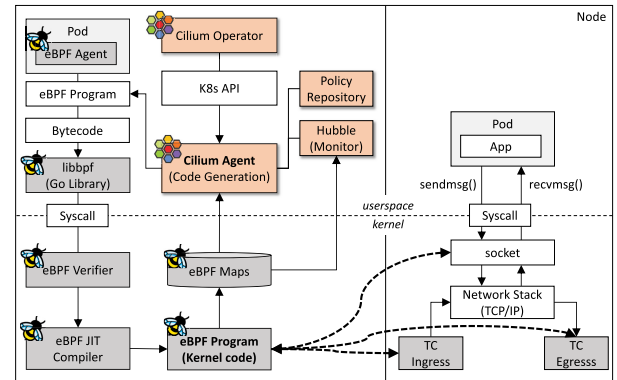 Node
Pod
eBPF Agent
eBPF Program
Bytecode
libbpf
(Go Library)
Syscall
eBPF Verifier
eBPF JIT
Compiler
Cilium Operator
K8s API
Cilium Agent
(Code Generation)
Policy
Repository
Hubble
(Monitor)
eBPF Maps
eBPF Program
(Kernel code)
userspace
kernel
Pod
App
sendmsg()
recvmsg()
Syscall
socket
Network Stack
(TCP/IP)
TC
Ingress
TC
Egresss